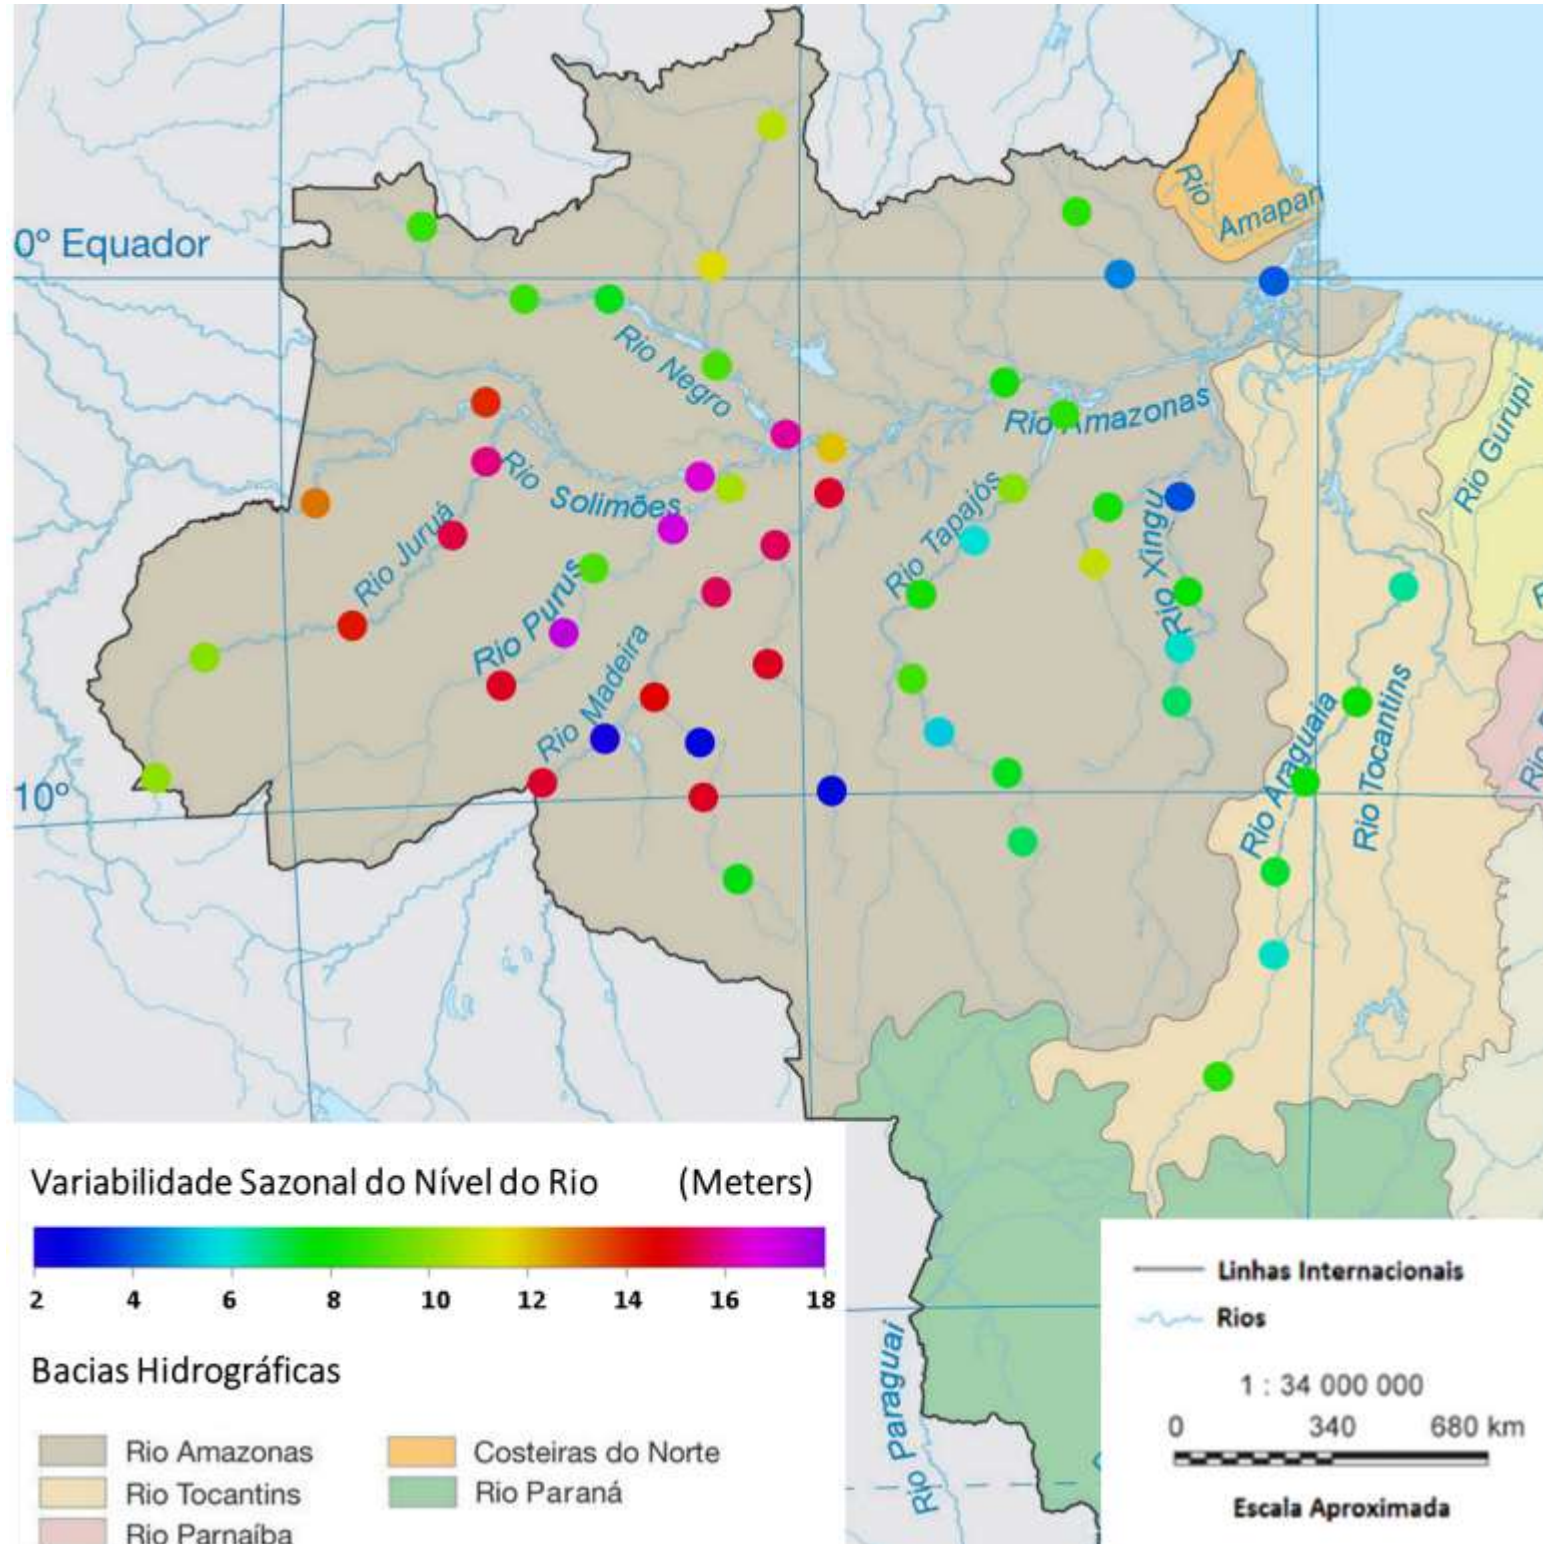 Rio
Amapari
0º Equador
Rio Negro
Rio Amazonas
Rio Gurupi
Rio Solimões
Rio Juruá
Rio Tapajós
Rio Xingu
Rio Purus
Rio Madeira
Rio Araguaia
Rio Tocantins
10º
Variabilidade Sazonal do Nível do Rio (Meters)
2 4 6 8 10 12 14 16 18
Bacias Hidrográficas
Rio Amazonas
Rio Tocantins
Rio Parnaíba
Costeiras do Norte
Rio Paraná
Rio Paraguai
Linhas Internacionais
Rios
1 : 34 000 000
0 340 680 km
Escala Aproximada